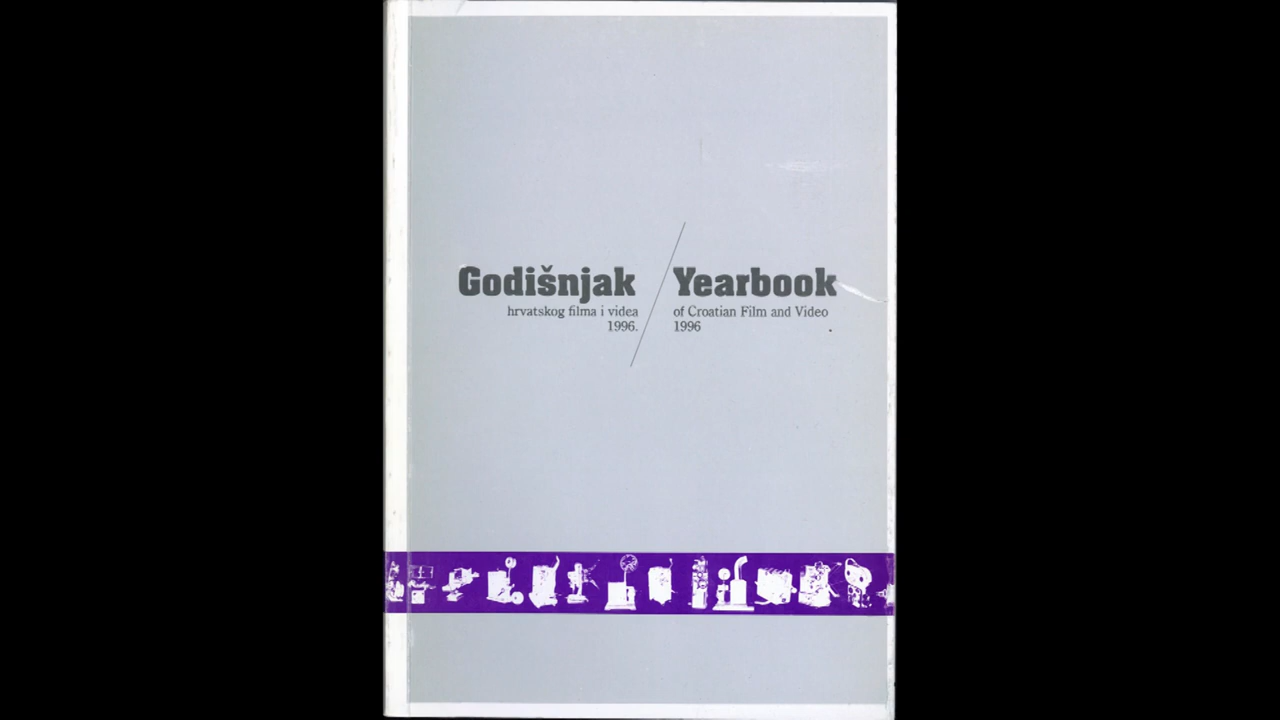 Godišnjak
hrvatskog filma i videa
1996.
Yearbook
of Croatian Film and Video
1996